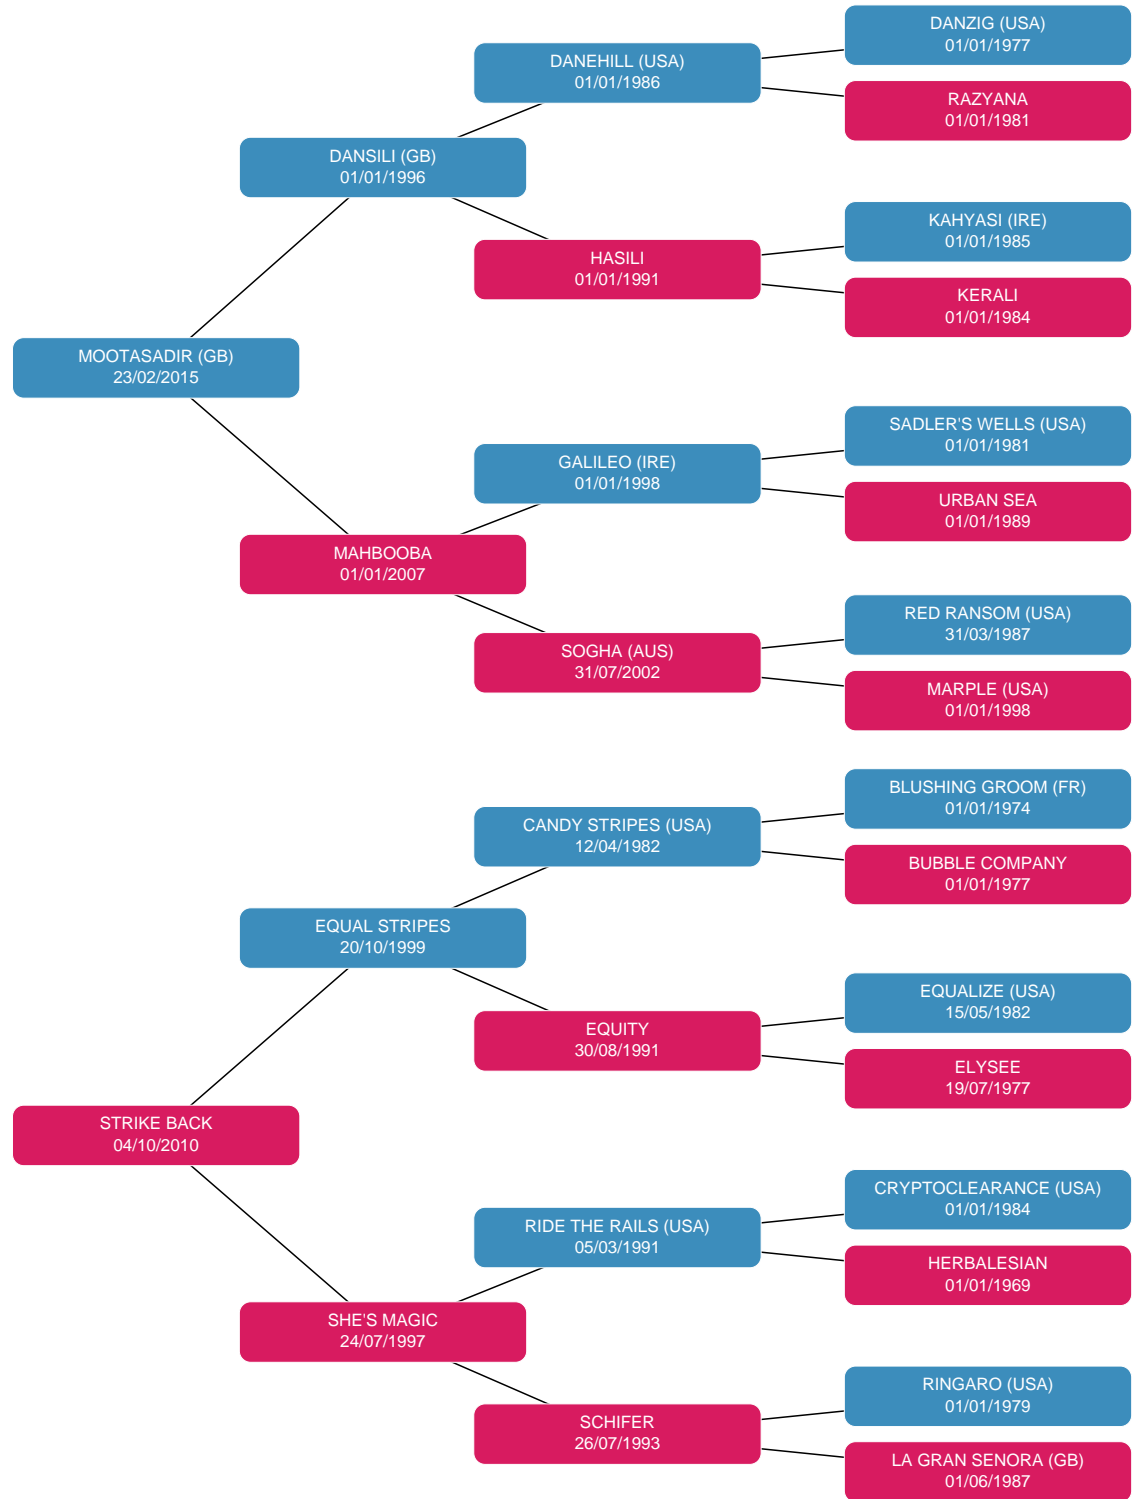 DANZIG (USA)
01/01/1977
DANEHILL (USA)
01/01/1986
RAZYANA
01/01/1981
DANSILI (GB)
01/01/1996
KAHYASI (IRE)
01/01/1985
HASILI
01/01/1991
KERALI
01/01/1984
MOOTASADIR (GB)
23/02/2015
SADLER'S WELLS (USA)
01/01/1981
GALILEO (IRE)
01/01/1998
URBAN SEA
01/01/1989
MAHBOOBA
01/01/2007
RED RANSOM (USA)
31/03/1987
SOGHA (AUS)
31/07/2002
MARPLE (USA)
01/01/1998
BLUSHING GROOM (FR)
01/01/1974
CANDY STRIPES (USA)
12/04/1982
BUBBLE COMPANY
01/01/1977
EQUAL STRIPES
20/10/1999
EQUALIZE (USA)
15/05/1982
EQUITY
30/08/1991
ELYSEE
19/07/1977
STRIKE BACK
04/10/2010
CRYPTOCLEARANCE (USA)
01/01/1984
RIDE THE RAILS (USA)
05/03/1991
HERBALESIAN
01/01/1969
SHE'S MAGIC
24/07/1997
RINGARO (USA)
01/01/1979
SCHIFER
26/07/1993
LA GRAN SENORA (GB)
01/06/1987